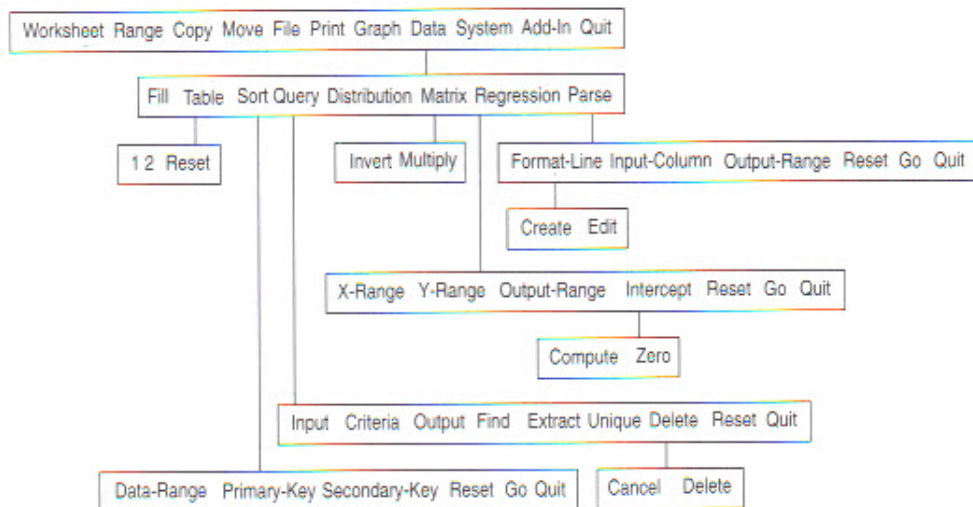 Worksheet Range Copy Move File Print Graph Data System Add-In Quit
Fill Table Sort Query Distribution Matrix Regression Parse
1 2 Reset
Invert Multiply
Format-Line Input-Column Output-Range Reset Go Quit
Create Edit
X-Range Y-Range Output-Range Intercept Reset Go Quit
Compute Zero
Input Criteria Output Find Extract Unique Delete Reset Quit
Data-Range Primary-Key Secondary-Key Reset Go Quit
Cancel Delete